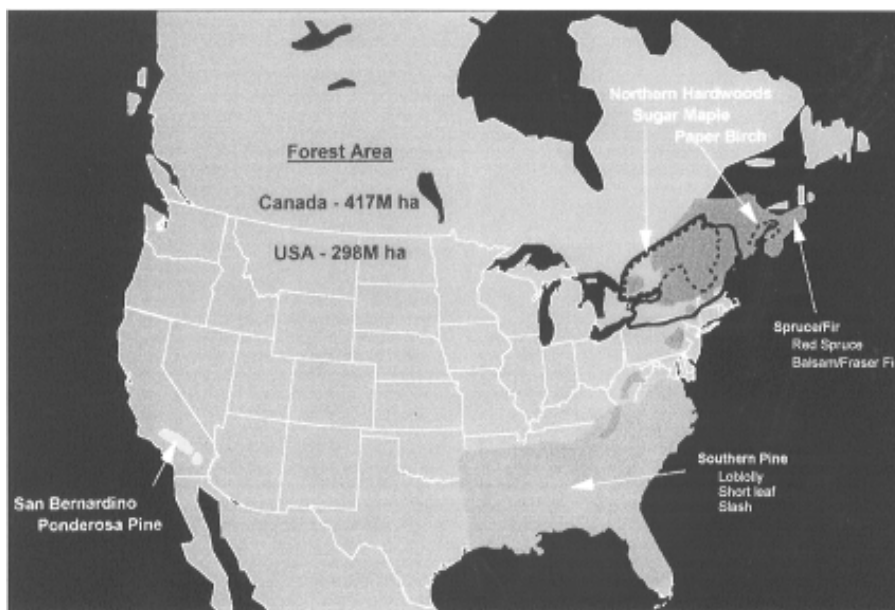 Northern Hardwoods
Sugar Maple
Paper Birch
Forest Area
Canada - 417M ha
USA - 298M ha
Spruce/Fir
Red Spruce
Balsam/Fraser Fi
Southern Pine
Loblolly
Short leaf
Slash
San Bernardino
Ponderosa Pine